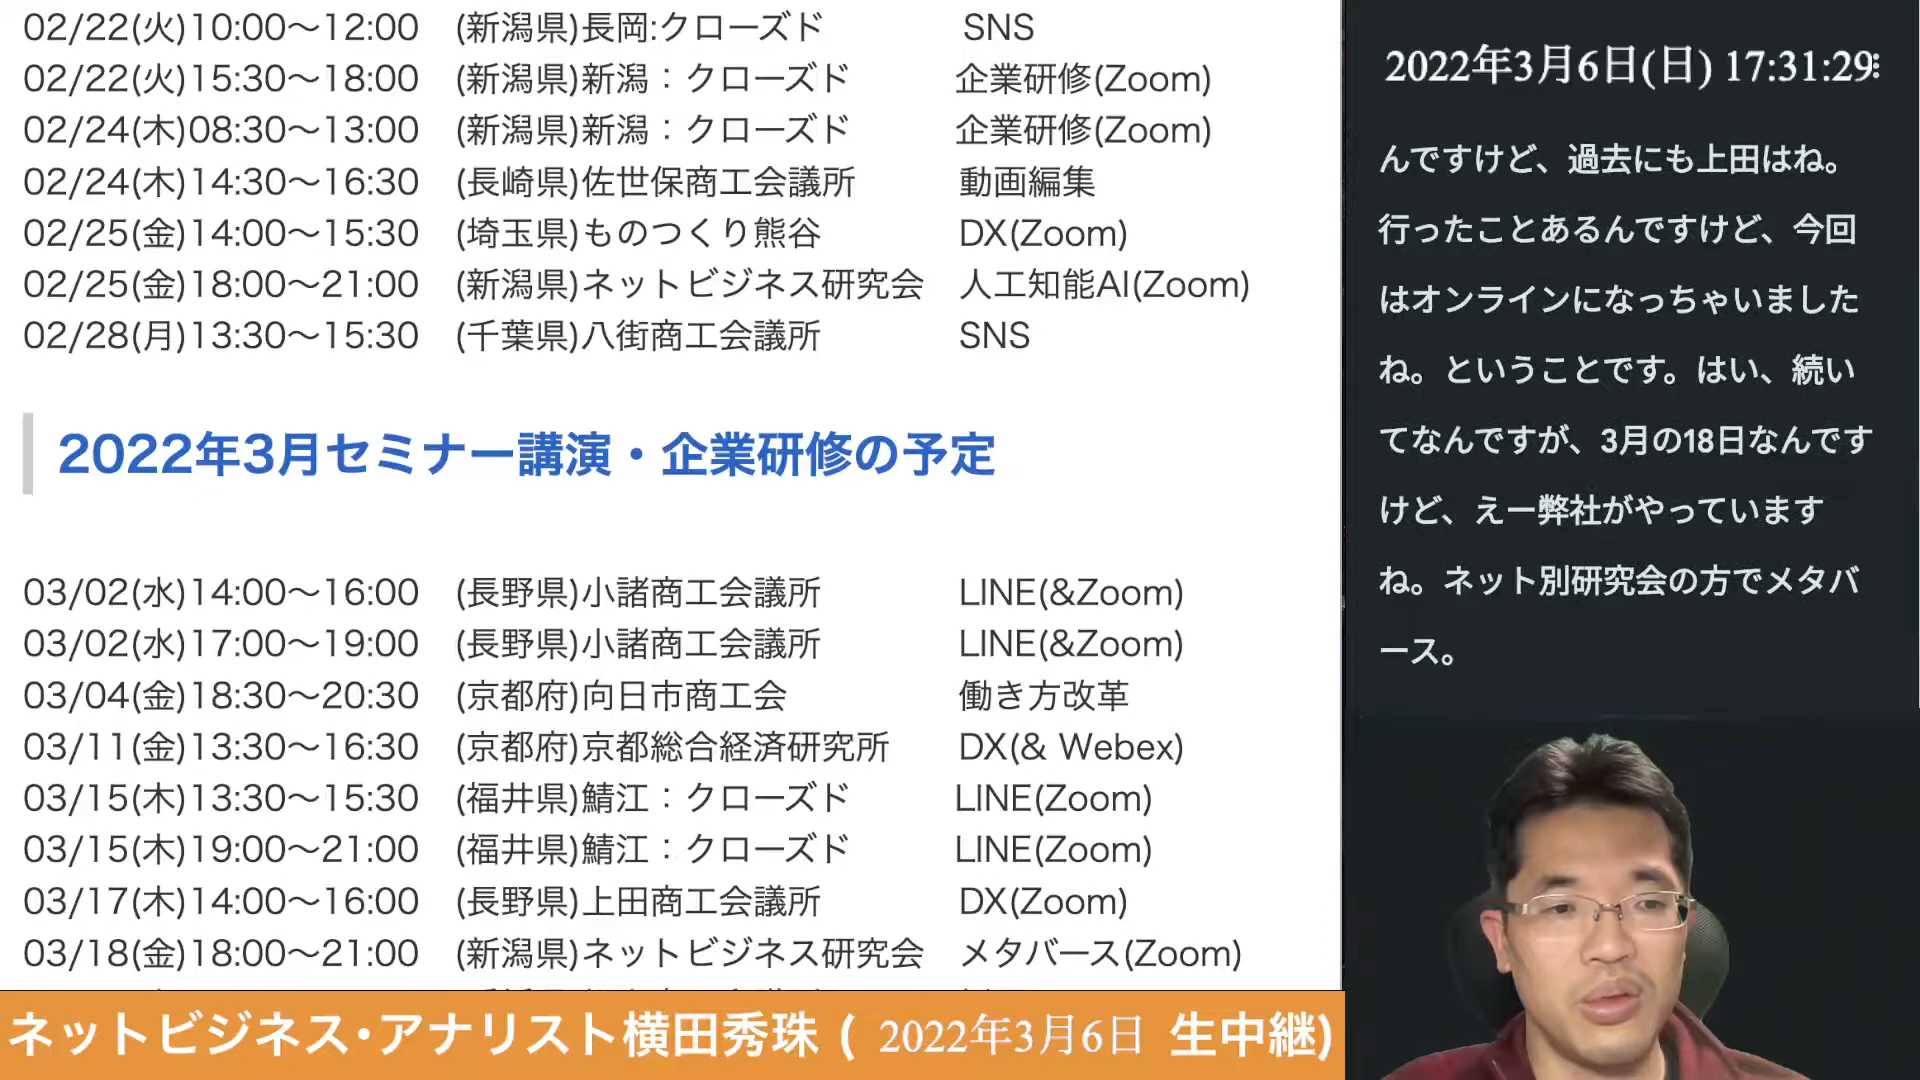 02/22(火)10:00〜12:00 (新潟県)長岡:クローズド SNS
02/22(火)15:30〜18:00 (新潟県)新潟：クローズド 企業研修(Zoom)
02/24(木)08:30〜13:00 (新潟県)新潟：クローズド 企業研修(Zoom)
02/24(木)14:30〜16:30 (長崎県)佐世保商工会議所 動画編集
02/25(金)14:00〜15:30 (埼玉県)ものつくり熊谷 DX(Zoom)
02/25(金)18:00〜21:00 (新潟県)ネットビジネス研究会 人工知能AI(Zoom)
02/28(月)13:30〜15:30 (千葉県)八街商工会議所 SNS
2022年3月セミナー講演・企業研修の予定
03/02(水)14:00〜16:00 (長野県)小諸商工会議所 LINE(&Zoom)
03/02(水)17:00〜19:00 (長野県)小諸商工会議所 LINE(&Zoom)
03/04(金)18:30〜20:30 (京都府)向日市商工会 働き方改革
03/11(金)13:30〜16:30 (京都府)京都総合経済研究所 DX(& Webex)
03/15(木)13:30〜15:30 (福井県)鯖江：クローズド LINE(Zoom)
03/15(木)19:00〜21:00 (福井県)鯖江：クローズド LINE(Zoom)
03/17(木)14:00〜16:00 (長野県)上田商工会議所 DX(Zoom)
03/18(金)18:00〜21:00 (新潟県)ネットビジネス研究会 メタバース(Zoom)
ネットビジネス・アナリスト横田秀珠 ( 2022年3月6日 生中継)
2022年3月6日(日) 17:31:29
んですけど、過去にも上田はね。
行ったことあるんですけど、今回
はオンラインになっちゃいました
ね。ということです。はい、続い
てなんですが、3月の18日なんです
けど、えー弊社がやっています
ね。ネット別研究会の方でメタバ
ース。